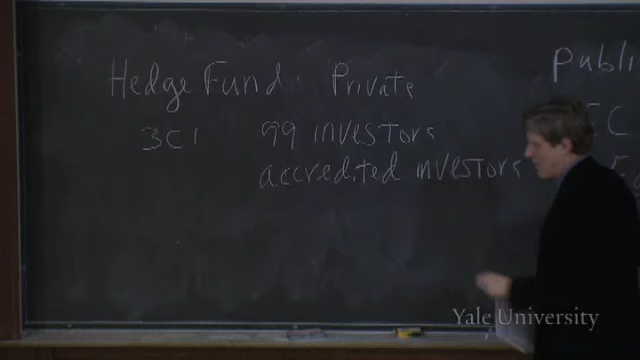 Hedge Fund: Private
3C1 99 investors
accredited investors
Publi
EC
Yale University